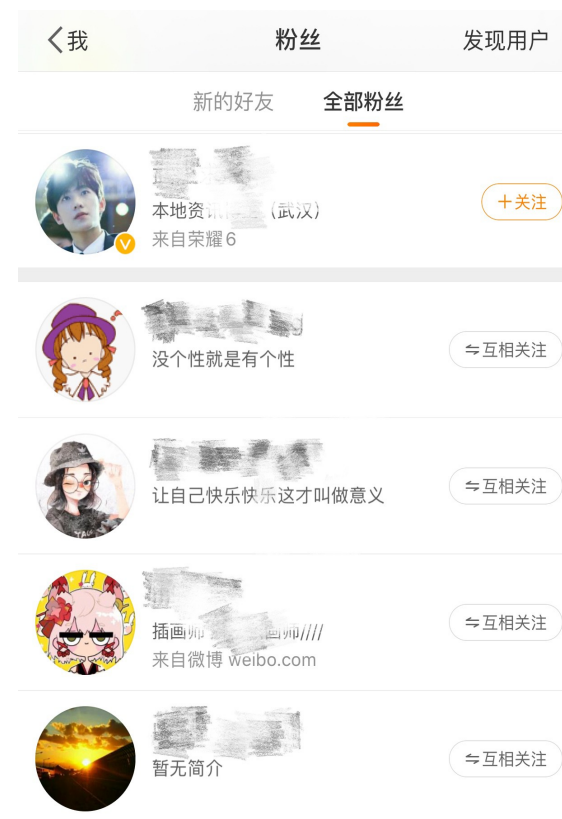 我
粉丝
发现用户
新的好友
全部粉丝
本地资 (武汉)
来自荣耀6
+关注
没个性就是有个性
互相关注
让自己快乐快乐这才叫做意义
互相关注
插画师 画师////
来自微博 weibo.com
互相关注
暂无简介
互相关注